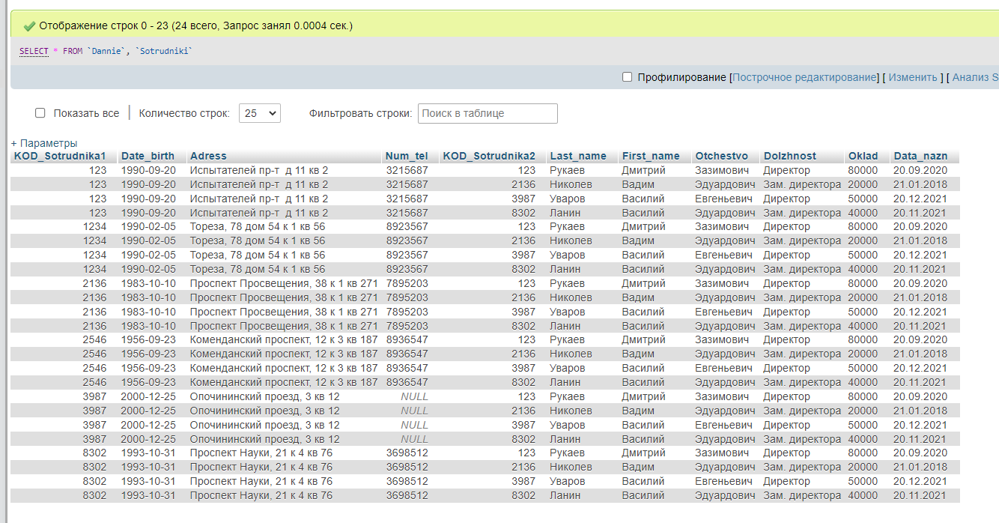 Отображение строк 0 - 23 (24 всего, Запрос занял 0.0004 сек.)
SELECT * FROM `Dannie`, `Sotrudniki`
Профилирование [Построчное редактирование] [ Изменить ] [ Анализ S
Показать все Количество строк: 25 Фильтровать строки: Поиск в таблице
+ Параметры
KOD_Sotrudnika1 Date_birth Adress Num_tel KOD_Sotrudnika2 Last_name First_name Otchestvo Dolzhnost Oklad Data_nazn
123 1990-09-20 Испытателей пр-т д 11 кв 2 3215687 123 Рукаев Дмитрий Зазимович Директор 80000 20.09.2020
123 1990-09-20 Испытателей пр-т д 11 кв 2 3215687 2136 Николев Вадим Эдуардович Зам. директора 20000 21.01.2018
123 1990-09-20 Испытателей пр-т д 11 кв 2 3215687 3987 Уваров Василий Евгеньевич Директор 50000 20.12.2021
123 1990-09-20 Испытателей пр-т д 11 кв 2 3215687 8302 Ланин Василий Эдуардович Зам. директора 40000 20.11.2021
1234 1990-02-05 Тореза, 78 дом 54 к 1 кв 56 8923567 123 Рукаев Дмитрий Зазимович Директор 80000 20.09.2020
1234 1990-02-05 Тореза, 78 дом 54 к 1 кв 56 8923567 2136 Николев Вадим Эдуардович Зам. директора 20000 21.01.2018
1234 1990-02-05 Тореза, 78 дом 54 к 1 кв 56 8923567 3987 Уваров Василий Евгеньевич Директор 50000 20.12.2021
1234 1990-02-05 Тореза, 78 дом 54 к 1 кв 56 8923567 8302 Ланин Василий Эдуардович Зам. директора 40000 20.11.2021
2136 1983-10-10 Проспект Просвещения, 38 к 1 кв 271 7895203 123 Рукаев Дмитрий Зазимович Директор 80000 20.09.2020
2136 1983-10-10 Проспект Просвещения, 38 к 1 кв 271 7895203 2136 Николев Вадим Эдуардович Зам. директора 20000 21.01.2018
2136 1983-10-10 Проспект Просвещения, 38 к 1 кв 271 7895203 3987 Уваров Василий Евгеньевич Директор 50000 20.12.2021
2136 1983-10-10 Проспект Просвещения, 38 к 1 кв 271 7895203 8302 Ланин Василий Эдуардович Зам. директора 40000 20.11.2021
2546 1956-09-23 Коменданский проспект, 12 к 3 кв 187 8936547 123 Рукаев Дмитрий Зазимович Директор 80000 20.09.2020
2546 1956-09-23 Коменданский проспект, 12 к 3 кв 187 8936547 2136 Николев Вадим Эдуардович Зам. директора 20000 21.01.2018
2546 1956-09-23 Коменданский проспект, 12 к 3 кв 187 8936547 3987 Уваров Василий Евгеньевич Директор 50000 20.12.2021
2546 1956-09-23 Коменданский проспект, 12 к 3 кв 187 8936547 8302 Ланин Василий Эдуардович Зам. директора 40000 20.11.2021
3987 2000-12-25 Опочининский проезд, 3 кв 12 NULL 123 Рукаев Дмитрий Зазимович Директор 80000 20.09.2020
3987 2000-12-25 Опочининский проезд, 3 кв 12 NULL 2136 Николев Вадим Эдуардович Зам. директора 20000 21.01.2018
3987 2000-12-25 Опочининский проезд, 3 кв 12 NULL 3987 Уваров Василий Евгеньевич Директор 50000 20.12.2021
3987 2000-12-25 Опочининский проезд, 3 кв 12 NULL 8302 Ланин Василий Эдуардович Зам. директора 40000 20.11.2021
8302 1993-10-31 Проспект Науки, 21 к 4 кв 76 3698512 123 Рукаев Дмитрий Зазимович Директор 80000 20.09.2020
8302 1993-10-31 Проспект Науки, 21 к 4 кв 76 3698512 2136 Николев Вадим Эдуардович Зам. директора 20000 21.01.2018
8302 1993-10-31 Проспект Науки, 21 к 4 кв 76 3698512 3987 Уваров Василий Евгеньевич Директор 50000 20.12.2021
8302 1993-10-31 Проспект Науки, 21 к 4 кв 76 3698512 8302 Ланин Василий Эдуардович Зам. директора 40000 20.11.2021